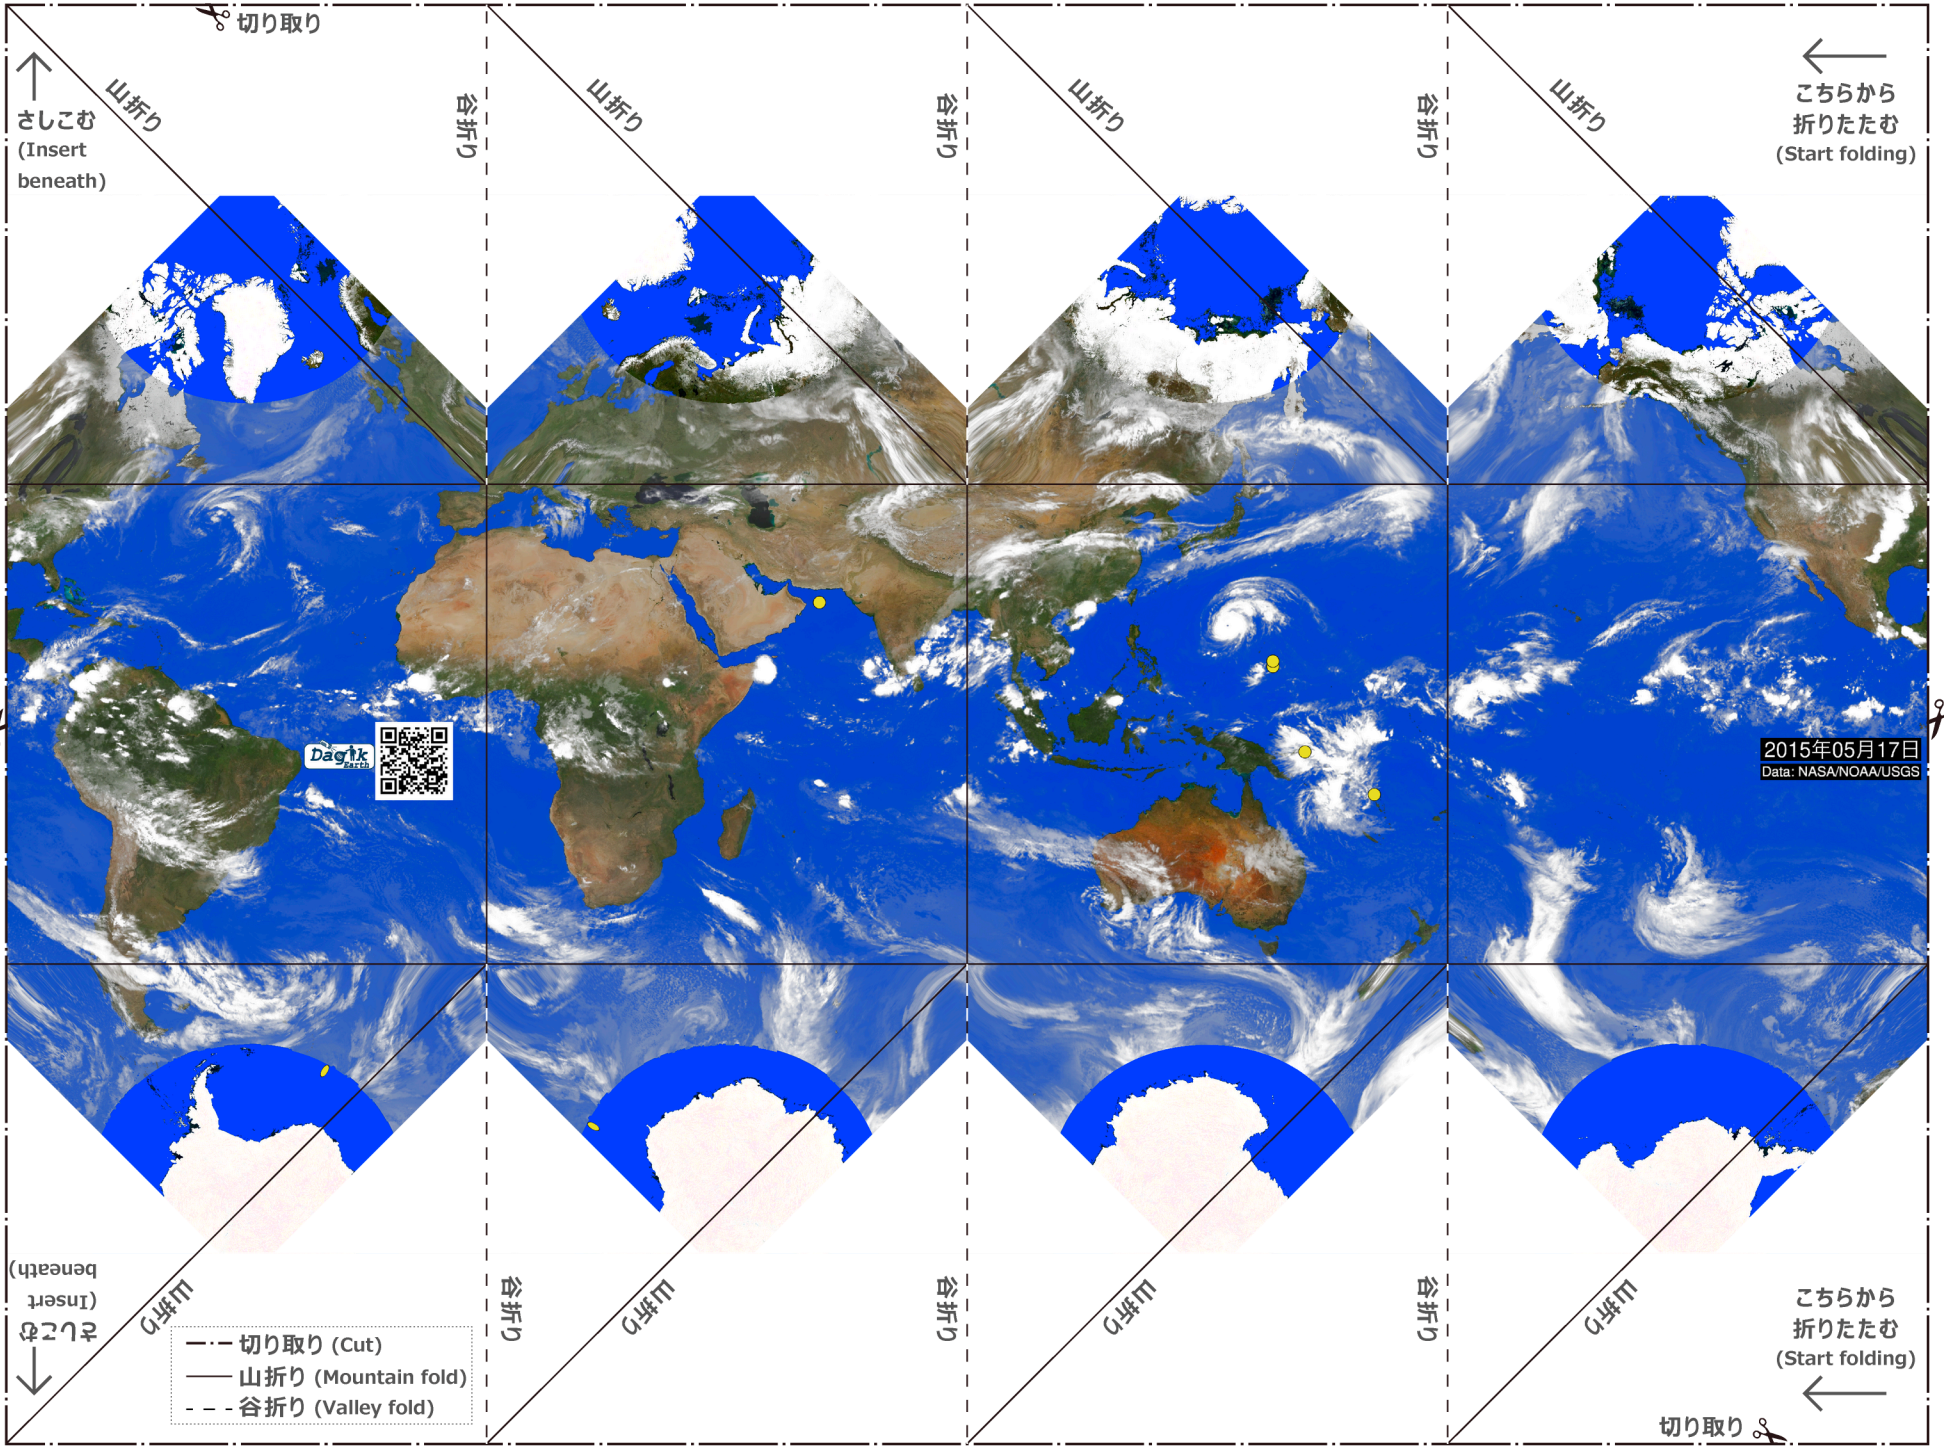 切り取り
さしこむ
(Insert
beneath)
山折り
谷折り
山折り
谷折り
山折り
谷折り
山折り
こちらから
折りたたむ
(Start folding)
Dagik
Earth
2015年05月17日
Data: NASA/NOAA/USGS
さしこむ
(Insert
beneath)
山折り
谷折り
山折り
谷折り
山折り
谷折り
山折り
こちらから
折りたたむ
(Start folding)
切り取り (Cut)
山折り (Mountain fold)
谷折り (Valley fold)
切り取り